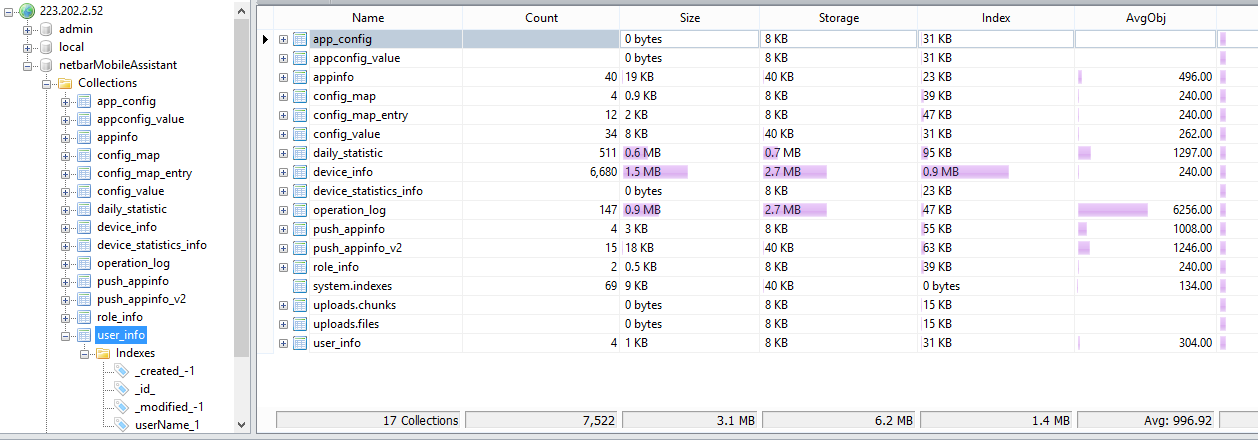 223.202.2.52
admin
local
netbarMobileAssistant
Collections
app_config
appconfig_value
appinfo
config_map
config_map_entry
config_value
daily_statistic
device_info
device_statistics_info
operation_log
push_appinfo
push_appinfo_v2
role_info
user_info
Indexes
_created_-1
_id_
_modified_-1
userName_1
Name Count Size Storage Index AvgObj
app_config 0 bytes 8 KB 31 KB
appconfig_value 0 bytes 8 KB 31 KB
appinfo 40 19 KB 40 KB 23 KB 496.00
config_map 4 0.9 KB 8 KB 39 KB 240.00
config_map_entry 12 2 KB 8 KB 47 KB 240.00
config_value 34 8 KB 40 KB 31 KB 262.00
daily_statistic 511 0.6 MB 0.7 MB 95 KB 1297.00
device_info 6,680 1.5 MB 2.7 MB 0.9 MB 240.00
device_statistics_info 0 bytes 8 KB 23 KB
operation_log 147 0.9 MB 2.7 MB 47 KB 6256.00
push_appinfo 4 3 KB 8 KB 55 KB 1008.00
push_appinfo_v2 15 18 KB 40 KB 63 KB 1246.00
role_info 2 0.5 KB 8 KB 39 KB 240.00
system.indexes 69 9 KB 40 KB 0 bytes 134.00
uploads.chunks 0 bytes 8 KB 15 KB
uploads.files 0 bytes 8 KB 15 KB
user_info 4 1 KB 8 KB 31 KB 304.00
17 Collections 7,522 3.1 MB 6.2 MB 1.4 MB Avg: 996.92